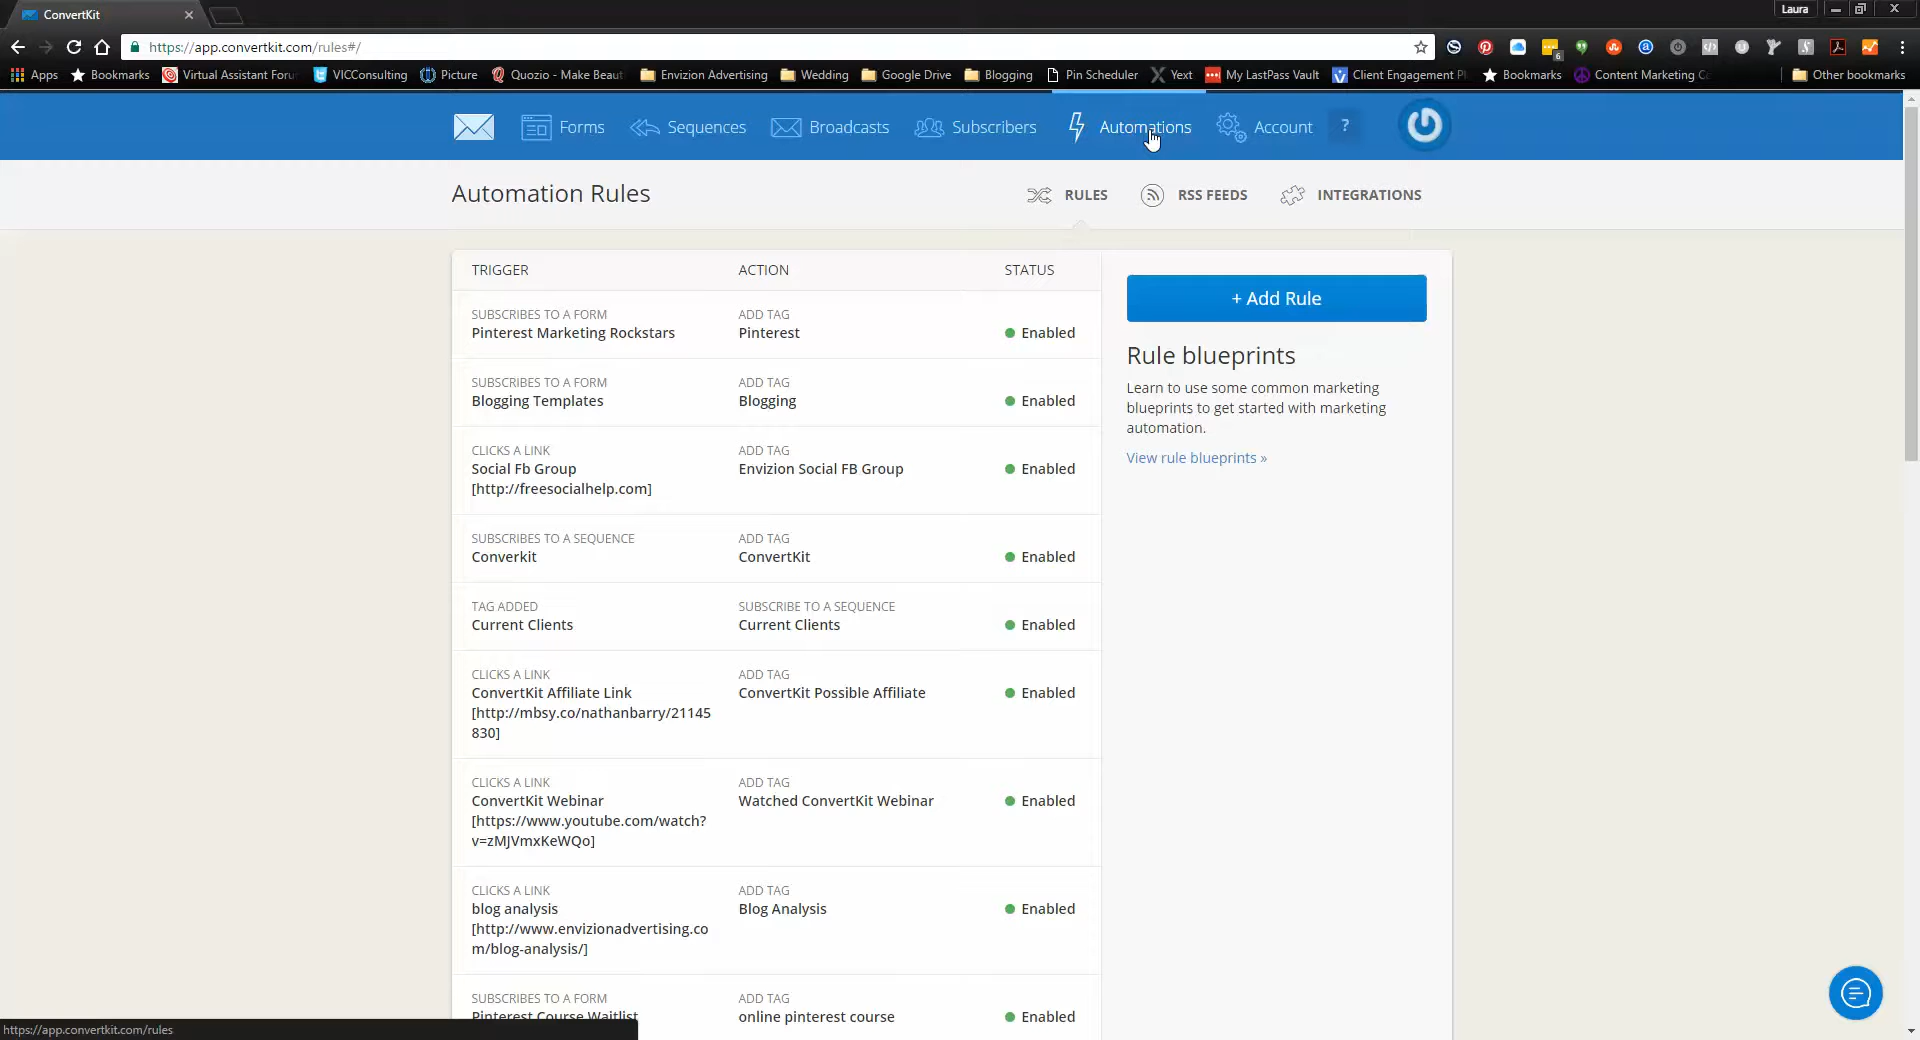 ConvertKit
Laura
https://app.convertkit.com/rules#/
6
Apps
Bookmarks
Virtual Assistant Foru
VICConsulting
Picture
Quozio - Make Beaut
Envizion Advertising
Wedding
Google Drive
Blogging
Pin Scheduler
Yext
My LastPass Vault
Client Engagement P
Bookmarks
Content Marketing C
Other bookmarks
Forms
Sequences
Broadcasts
Subscribers
Automations
Account
?
Automation Rules
RULES
RSS FEEDS
INTEGRATIONS
TRIGGER ACTION STATUS
SUBSCRIBES TO A FORM ADD TAG
Pinterest Marketing Rockstars Pinterest Enabled
SUBSCRIBES TO A FORM ADD TAG
Blogging Templates Blogging Enabled
CLICKS A LINK ADD TAG
Social Fb Group Envizion Social FB Group Enabled
[http://freesocialhelp.com]
SUBSCRIBES TO A SEQUENCE ADD TAG
Converkit ConvertKit Enabled
TAG ADDED SUBSCRIBE TO A SEQUENCE
Current Clients Current Clients Enabled
CLICKS A LINK ADD TAG
ConvertKit Affiliate Link ConvertKit Possible Affiliate Enabled
[http://mbsy.co/nathanbarry/21145
830]
CLICKS A LINK ADD TAG
ConvertKit Webinar Watched ConvertKit Webinar Enabled
[https://www.youtube.com/watch?
v=zMJVmxKeWQo]
CLICKS A LINK ADD TAG
blog analysis Blog Analysis Enabled
[http://www.envizionadvertising.co
m/blog-analysis/]
SUBSCRIBES TO A FORM ADD TAG
Pinterest Course Waitlist online pinterest course Enabled
+ Add Rule
Rule blueprints
Learn to use some common marketing
blueprints to get started with marketing
automation.
View rule blueprints »
https://app.convertkit.com/rules